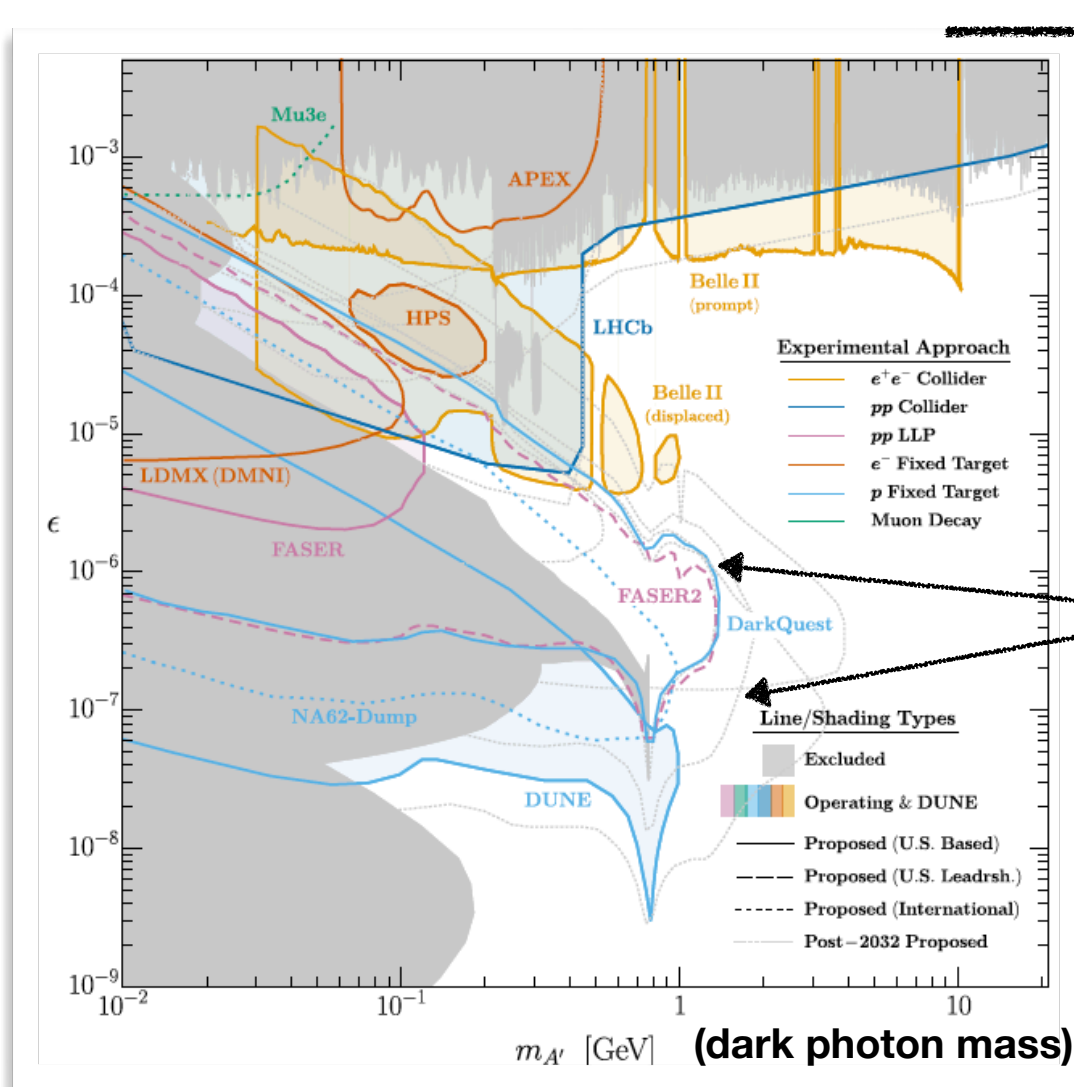 Mu3e
APEX
10⁻³
10⁻⁴
HPS
Belle II
(prompt)
LHCb
Experimental Approach
e⁺e⁻ Collider
pp Collider
pp LLP
e⁻ Fixed Target
p Fixed Target
Muon Decay
Belle II
(displaced)
10⁻⁵
LDMX (DMNI)
ϵ
FASER
10⁻⁶
FASER2
DarkQuest
10⁻⁷
NA62-Dump
Line/Shading Types
Excluded
Operating & DUNE
Proposed (U.S. Based)
Proposed (U.S. Leadrsh.)
Proposed (International)
Post−2032 Proposed
DUNE
10⁻⁸
10⁻⁹
10⁻² 10⁻¹ 1 10
m_A′ [GeV] (dark photon mass)